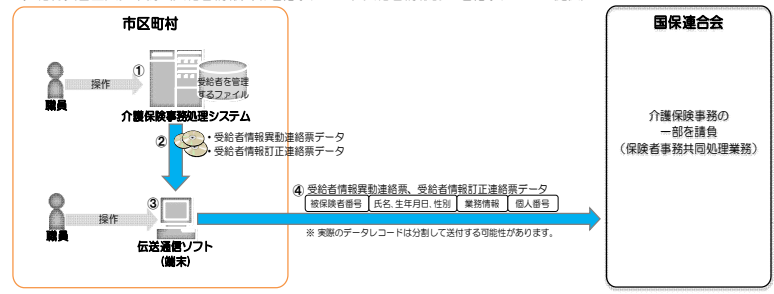 市区町村
国保連合会
①
操作
職員
受給者を管理
するファイル
介護保険事務処理システム
②
・受給者情報異動連絡票データ
・受給者情報訂正連絡票データ
介護保険事務の
一部を請負
（保険者事務共同処理業務）
③
操作
職員
伝送通信ソフト
（端末）
④ 受給者情報異動連絡票、受給者情報訂正連絡票データ
被保険者番号 氏名、生年月日、性別 業務情報 個人番号
※ 実際のデータレコードは分割して送付する可能性があります。